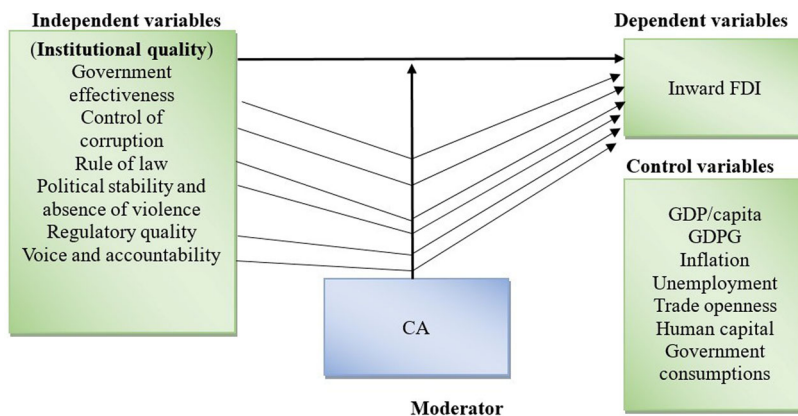 Independent variables
(Institutional quality)
Government
effectiveness
Control of
corruption
Rule of law
Political stability and
absence of violence
Regulatory quality
Voice and accountability
Dependent variables
Inward FDI
Control variables
GDP/capita
GDPG
Inflation
Unemployment
Trade openness
Human capital
Government
consumptions
CA
Moderator